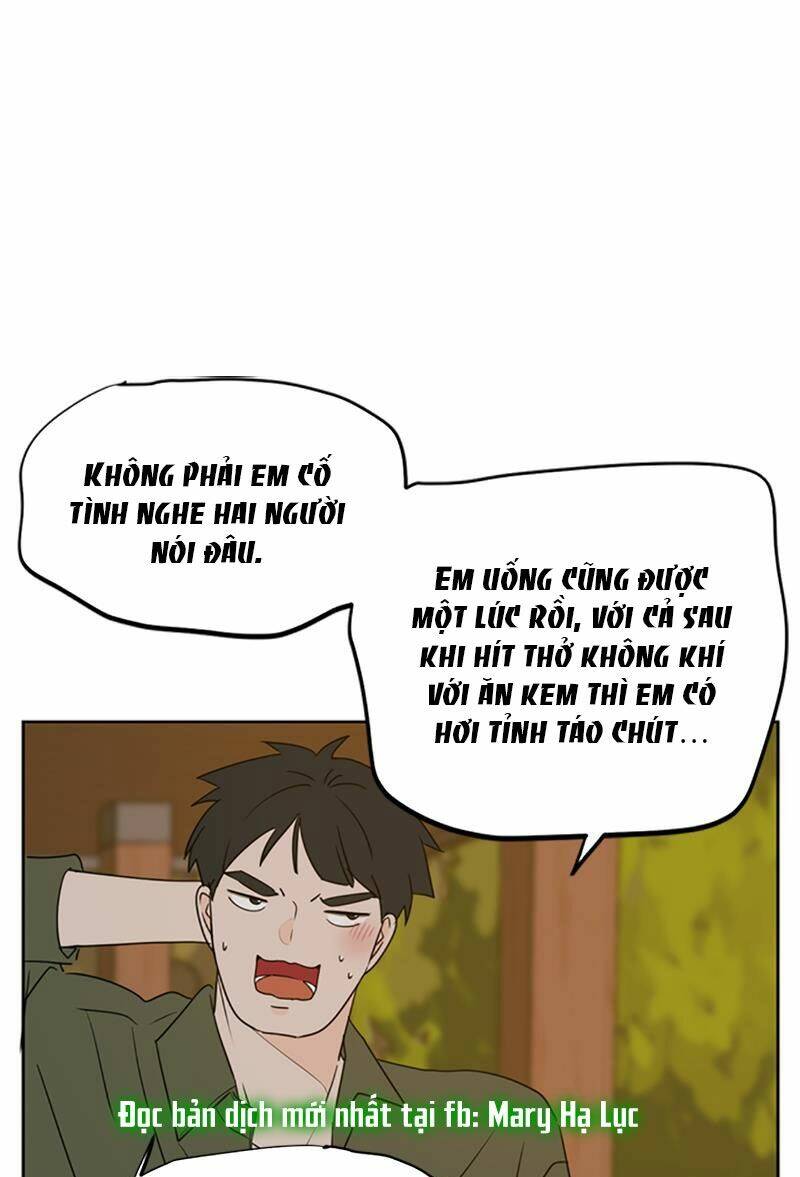 KHÔNG PHẢI EM CỐ
TÌNH NGHE HAI NGƯỜI
NÓI ĐÂU.
EM UỐNG CŨNG ĐƯỢC
MỘT LÚC RỒI, VỚI CẢ SAU
KHI HÍT THỞ KHÔNG KHÍ
VỚI ĂN KEM THÌ EM CÓ
HƠI TỈNH TÁO CHÚT...
Đọc bản dịch mới nhất tại fb: Mary Hạ Lục